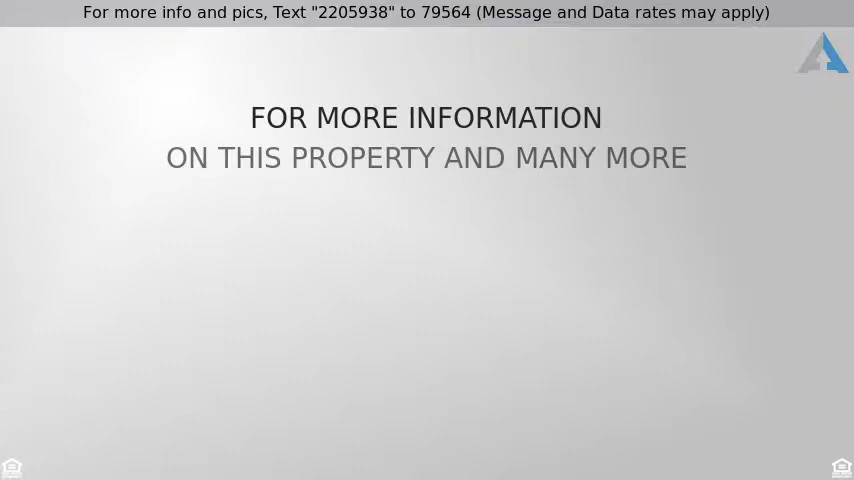 For more info and pics, Text "2205938" to 79564 (Message and Data rates may apply)
FOR MORE INFORMATION
ON THIS PROPERTY AND MANY MORE